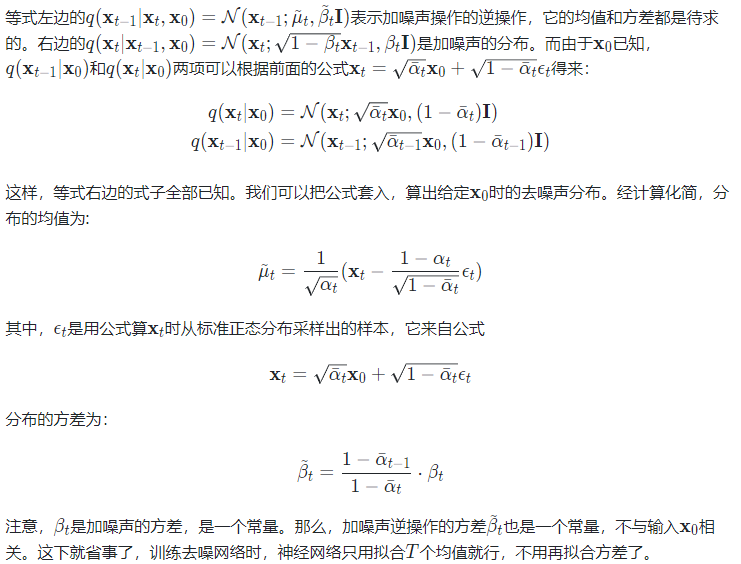 等式左边的$q(\mathbf{x}_{t-1}|\mathbf{x}_t, \mathbf{x}_0) = \mathcal{N}(\mathbf{x}_{t-1}; \tilde{\mu}_t, \tilde{\beta}_t\mathbf{I})$表示加噪声操作的逆操作，它的均值和方差都是待求
的。右边的$q(\mathbf{x}_t|\mathbf{x}_{t-1}, \mathbf{x}_0) = \mathcal{N}(\mathbf{x}_t; \sqrt{1-\beta_t}\mathbf{x}_{t-1}, \beta_t\mathbf{I})$是加噪声的分布。而由于$\mathbf{x}_0$已知，
$q(\mathbf{x}_{t-1}|\mathbf{x}_0)$和$q(\mathbf{x}_t|\mathbf{x}_0)$两项可以根据前面的公式$\mathbf{x}_t = \sqrt{\bar{\alpha}_t}\mathbf{x}_0 + \sqrt{1-\bar{\alpha}_t}\epsilon_t$得来：
$q(\mathbf{x}_t|\mathbf{x}_0) = \mathcal{N}(\mathbf{x}_t; \sqrt{\bar{\alpha}_t}\mathbf{x}_0, (1-\bar{\alpha}_t)\mathbf{I})$
$q(\mathbf{x}_{t-1}|\mathbf{x}_0) = \mathcal{N}(\mathbf{x}_{t-1}; \sqrt{\bar{\alpha}_{t-1}}\mathbf{x}_0, (1-\bar{\alpha}_{t-1})\mathbf{I})$
这样，等式右边的式子全部已知。我们可以把公式套入，算出给定$\mathbf{x}_0$时的去噪声分布。经计算化简，分
布的均值为:
$\tilde{\mu}_t = \frac{1}{\sqrt{\alpha_t}}(\mathbf{x}_t - \frac{1-\alpha_t}{\sqrt{1-\bar{\alpha}_t}}\epsilon_t)$
其中，$\epsilon_t$是用公式算$\mathbf{x}_t$时从标准正态分布采样出的样本，它来自公式
$\mathbf{x}_t = \sqrt{\bar{\alpha}_t}\mathbf{x}_0 + \sqrt{1-\bar{\alpha}_t}\epsilon_t$
分布的方差为：
$\tilde{\beta}_t = \frac{1-\bar{\alpha}_{t-1}}{1-\bar{\alpha}_t} \cdot \beta_t$
注意，$\beta_t$是加噪声的方差，是一个常量。那么，加噪声逆操作的方差$\tilde{\beta}_t$也是一个常量，不与输入$\mathbf{x}_0$相
关。这下就省事了，训练去噪网络时，神经网络只用拟合$T$个均值就行，不用再拟合方差了。